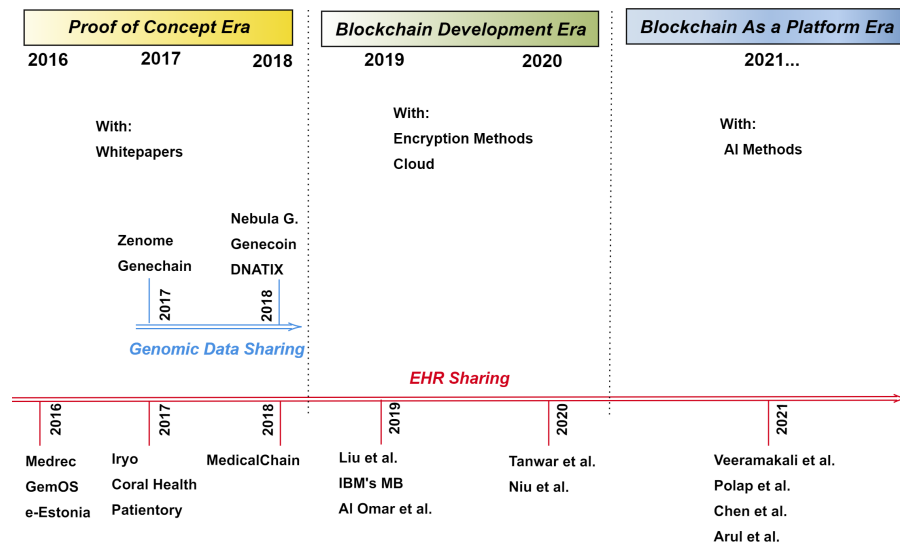 Proof of Concept Era
Blockchain Development Era
Blockchain As a Platform Era
2016
2017
2018
2019
2020
2021...
With:
Whitepapers
With:
Encryption Methods
Cloud
With:
AI Methods
Zenome
Genechain
Nebula G.
Genecoin
DNATIX
2017
2018
Genomic Data Sharing
EHR Sharing
2016
2017
2018
2019
2020
2021
Medrec
GemOS
e-Estonia
Iryo
Coral Health
Patientory
MedicalChain
Liu et al.
IBM's MB
Al Omar et al.
Tanwar et al.
Niu et al.
Veeramakali et al.
Polap et al.
Chen et al.
Arul et al.